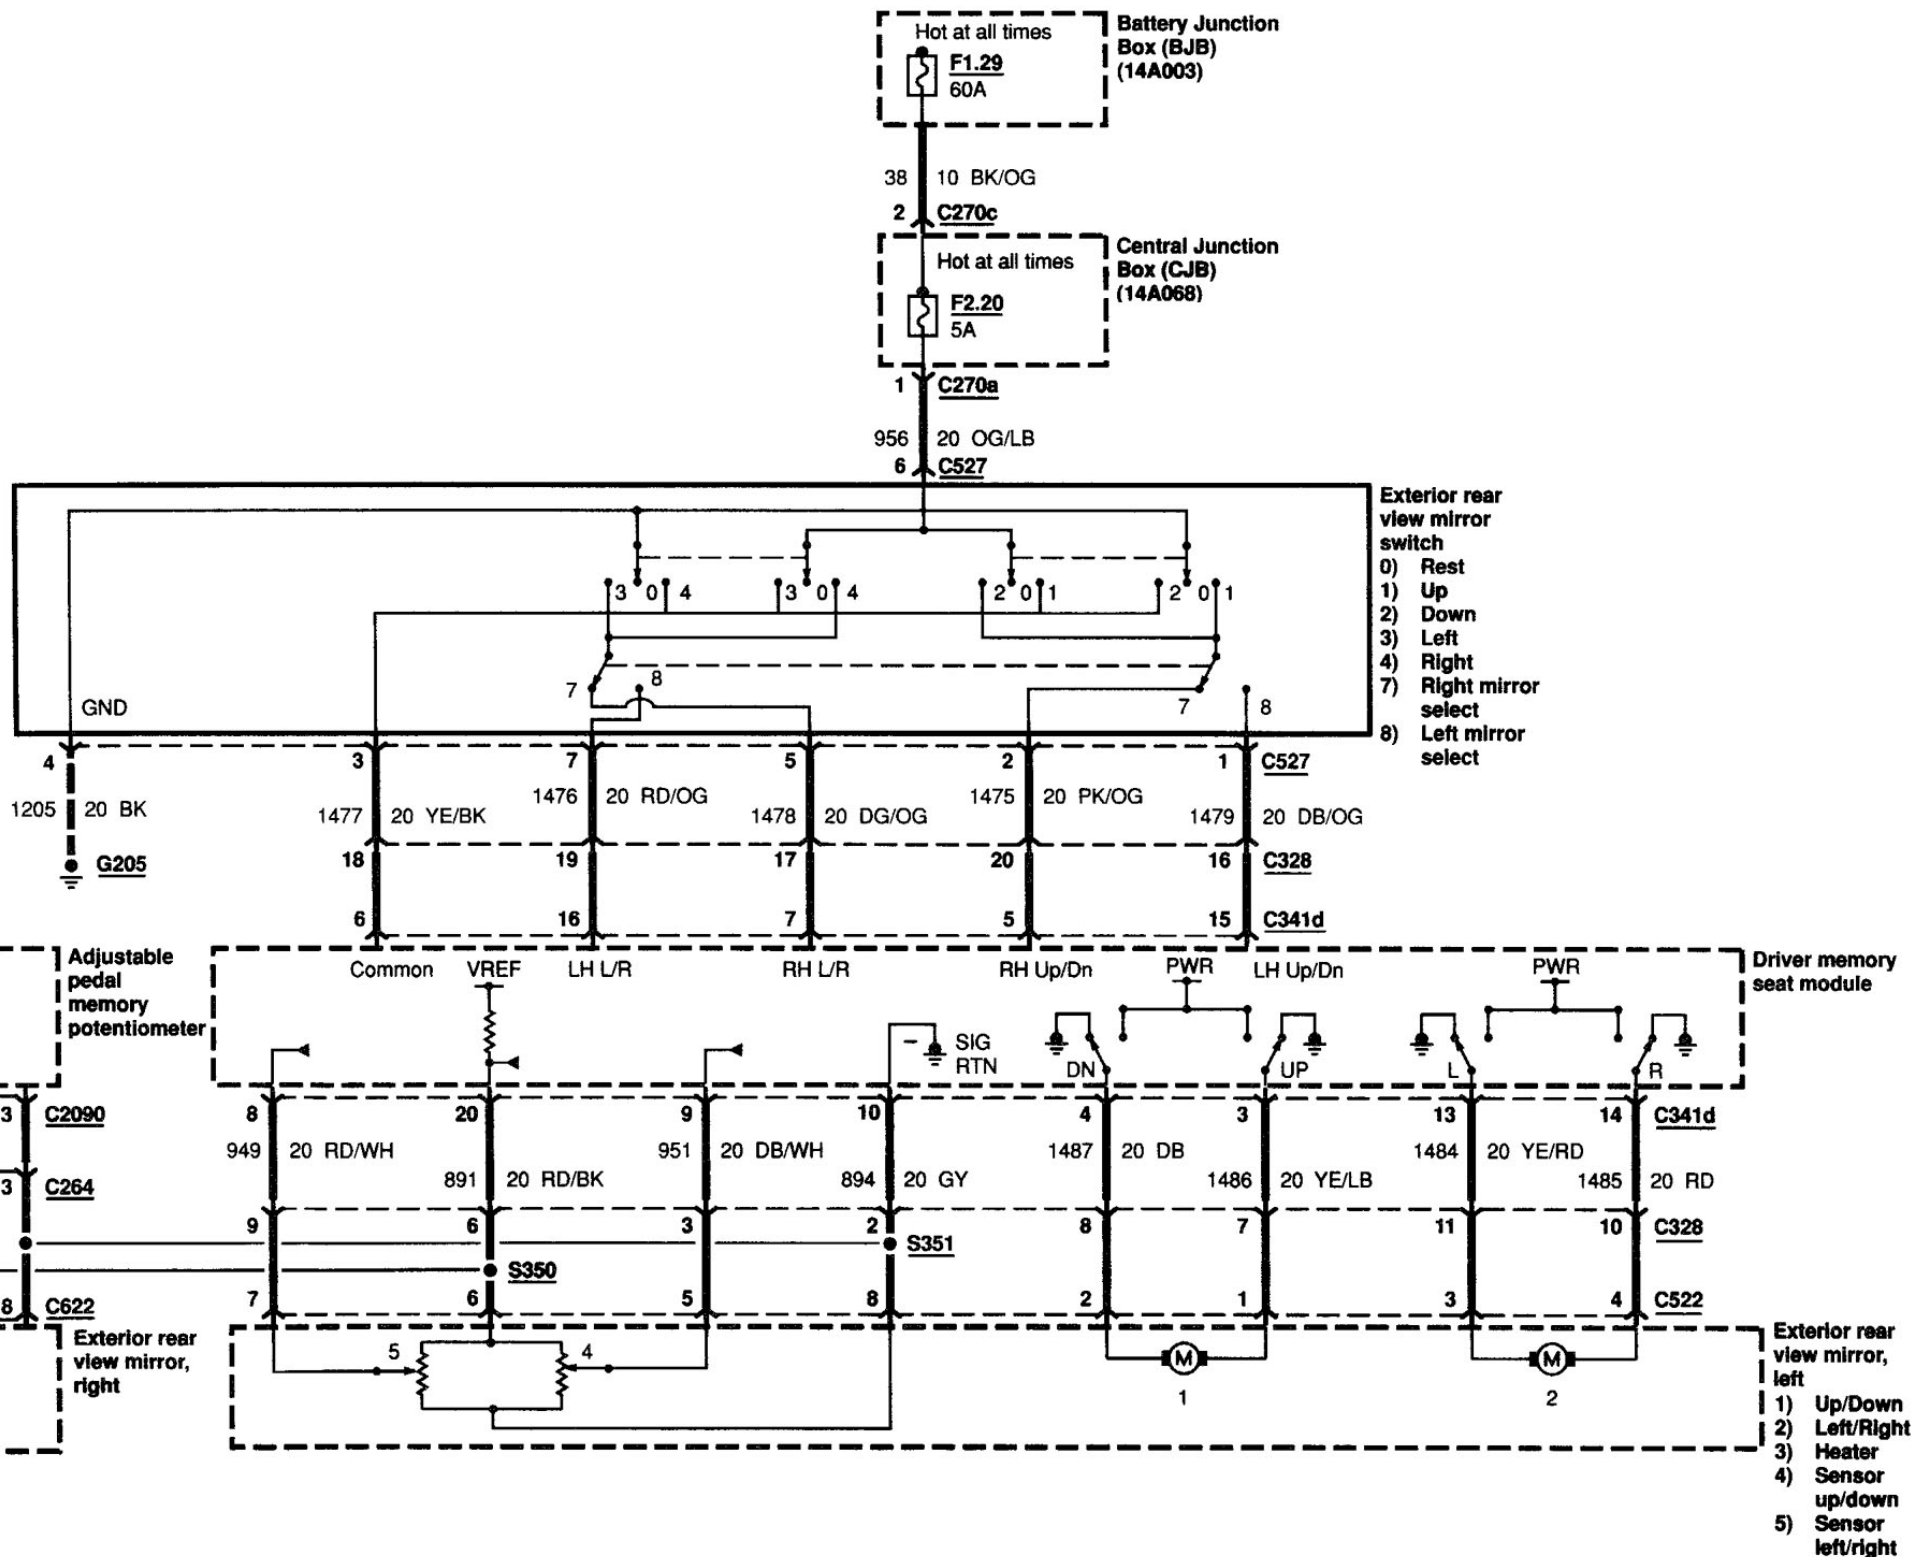 Hot at all times
F1.29
60A
Battery Junction
Box (BJB)
(14A003)
38 10 BK/OG
2 C270c
Hot at all times
F2.20
5A
Central Junction
Box (CJB)
(14A068)
1 C270a
956 20 OG/LB
6 C527
Exterior rear
view mirror
switch
0) Rest
1) Up
2) Down
3) Left
4) Right
7) Right mirror
select
8) Left mirror
select
3 0 4 3 0 4 2 0 1 2 0 1
7 8 7 8
GND
4 3 7 5 2 1 C527
1205 20 BK
1477 20 YE/BK
1476 20 RD/OG
1478 20 DG/OG
1475 20 PK/OG
1479 20 DB/OG
G205
18 19 17 20 16 C328
6 16 7 5 15 C341d
Adjustable
pedal
memory
potentiometer
Common VREF LH L/R RH L/R RH Up/Dn PWR LH Up/Dn PWR
Driver memory
seat module
– SIG
RTN
DN UP L R
3 C2090
8 20 9 10 4 3 13 14 C341d
949 20 RD/WH
891 20 RD/BK
951 20 DB/WH
894 20 GY
1487 20 DB
1486 20 YE/LB
1484 20 YE/RD
1485 20 RD
3 C264
9 6 3 2 8 7 11 10 C328
S351
S350
8 C622
7 6 5 8 2 1 3 4 C522
Exterior rear
view mirror,
right
5 4
M M
1 2
Exterior rear
view mirror,
left
1) Up/Down
2) Left/Right
3) Heater
4) Sensor
up/down
5) Sensor
left/right